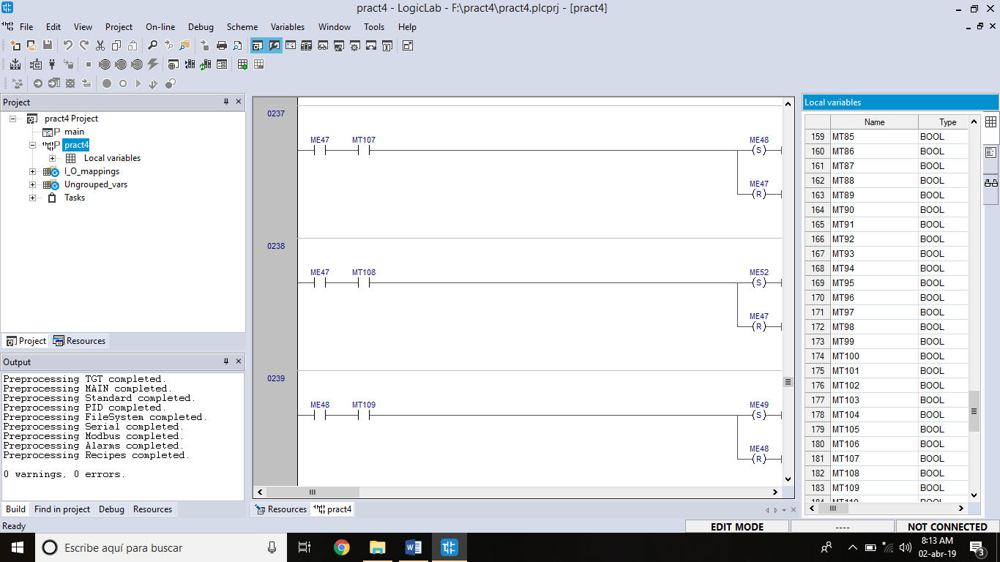 pract4 - LogicLab - F:\pract4\pract4.plcprj - [pract4]
File Edit View Project On-line Debug Scheme Variables Window Tools Help
Project
pract4 Project
main
pract4
Local variables
I_O_mappings
Ungrouped_vars
Tasks
Project Resources
Output
Preprocessing TGT completed.
Preprocessing MAIN completed.
Preprocessing Standard completed.
Preprocessing PID completed.
Preprocessing FileSystem completed.
Preprocessing Serial completed.
Preprocessing Modbus completed.
Preprocessing Alarms completed.
Preprocessing Recipes completed.
0 warnings, 0 errors.
Build Find in project Debug Resources
0237
ME47 MT107 ME48
S
ME47
R
0238
ME47 MT108 ME52
S
ME47
R
0239
ME48 MT109 ME49
S
ME48
R
Resources pract4
Local variables
Name Type
159 MT85 BOOL
160 MT86 BOOL
161 MT87 BOOL
162 MT88 BOOL
163 MT89 BOOL
164 MT90 BOOL
165 MT91 BOOL
166 MT92 BOOL
167 MT93 BOOL
168 MT94 BOOL
169 MT95 BOOL
170 MT96 BOOL
171 MT97 BOOL
172 MT98 BOOL
173 MT99 BOOL
174 MT100 BOOL
175 MT101 BOOL
176 MT102 BOOL
177 MT103 BOOL
178 MT104 BOOL
179 MT105 BOOL
180 MT106 BOOL
181 MT107 BOOL
182 MT108 BOOL
183 MT109 BOOL
184 MT110 BOOL
Ready EDIT MODE ---- NOT CONNECTED
Escribe aquí para buscar
8:13 AM
02-abr-19
3